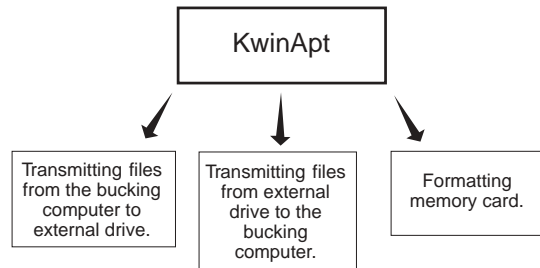 KwinApt
Transmitting files
from the bucking
computer to
external drive.
Transmitting files
from external
drive to the
bucking
computer.
Formatting
memory card.